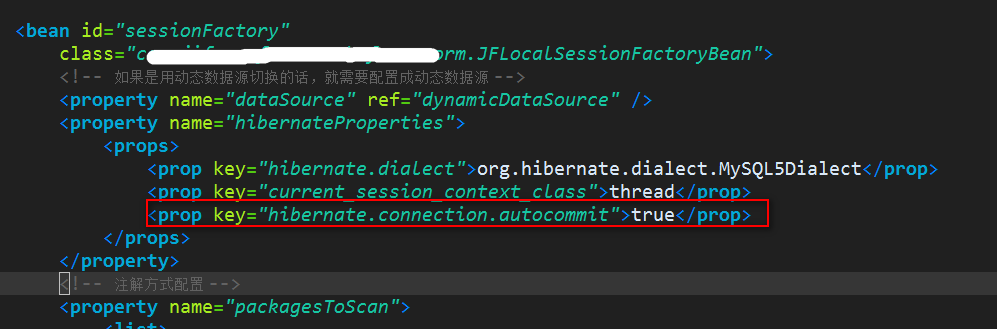 <bean id="sessionFactory"
class="c orm.JFLocalSessionFactoryBean">
<!-- 如果是用动态数据源切换的话，就需要配置成动态数据源 -->
<property name="dataSource" ref="dynamicDataSource" />
<property name="hibernateProperties">
<props>
<prop key="hibernate.dialect">org.hibernate.dialect.MySQL5Dialect</prop>
<prop key="current_session_context_class">thread</prop>
<prop key="hibernate.connection.autocommit">true</prop>
</props>
</property>
<!-- 注解方式配置 -->
<property name="packagesToScan">
<list>